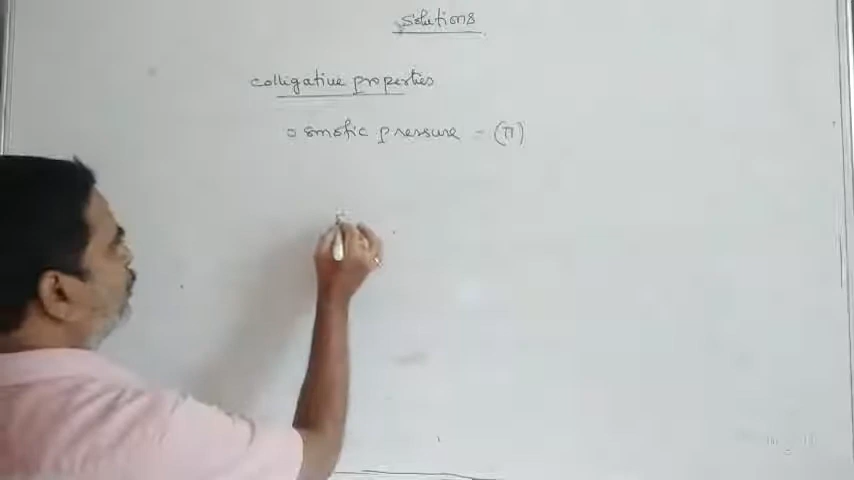 Solutions
colligative properties
osmotic pressure - (π)